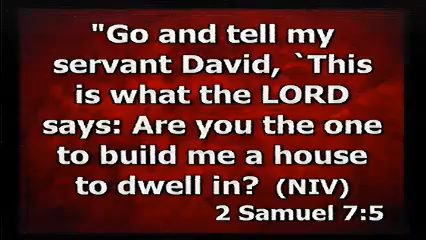 "Go and tell my
servant David, `This
is what the LORD
says: Are you the one
to build me a house
to dwell in? (NIV)
2 Samuel 7:5